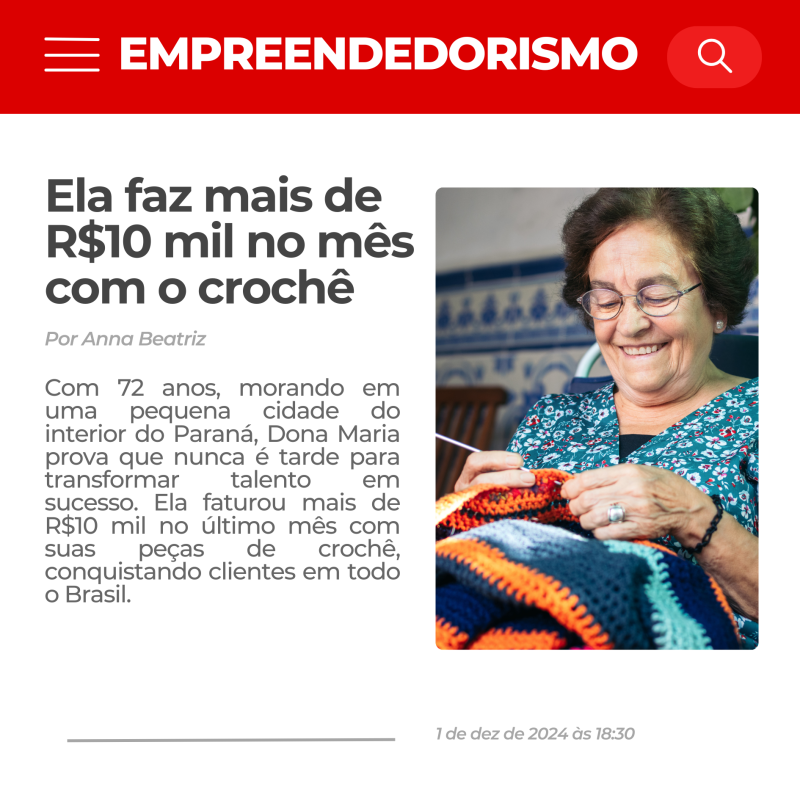 EMPREENDEDORISMO
Ela faz mais de
R$10 mil no mês
com o crochê
Por Anna Beatriz
Com 72 anos, morando em
uma pequena cidade do
interior do Paraná, Dona Maria
prova que nunca é tarde para
transformar talento em
sucesso. Ela faturou mais de
R$10 mil no último mês com
suas peças de crochê,
conquistando clientes em todo
o Brasil.
1 de dez de 2024 às 18:30